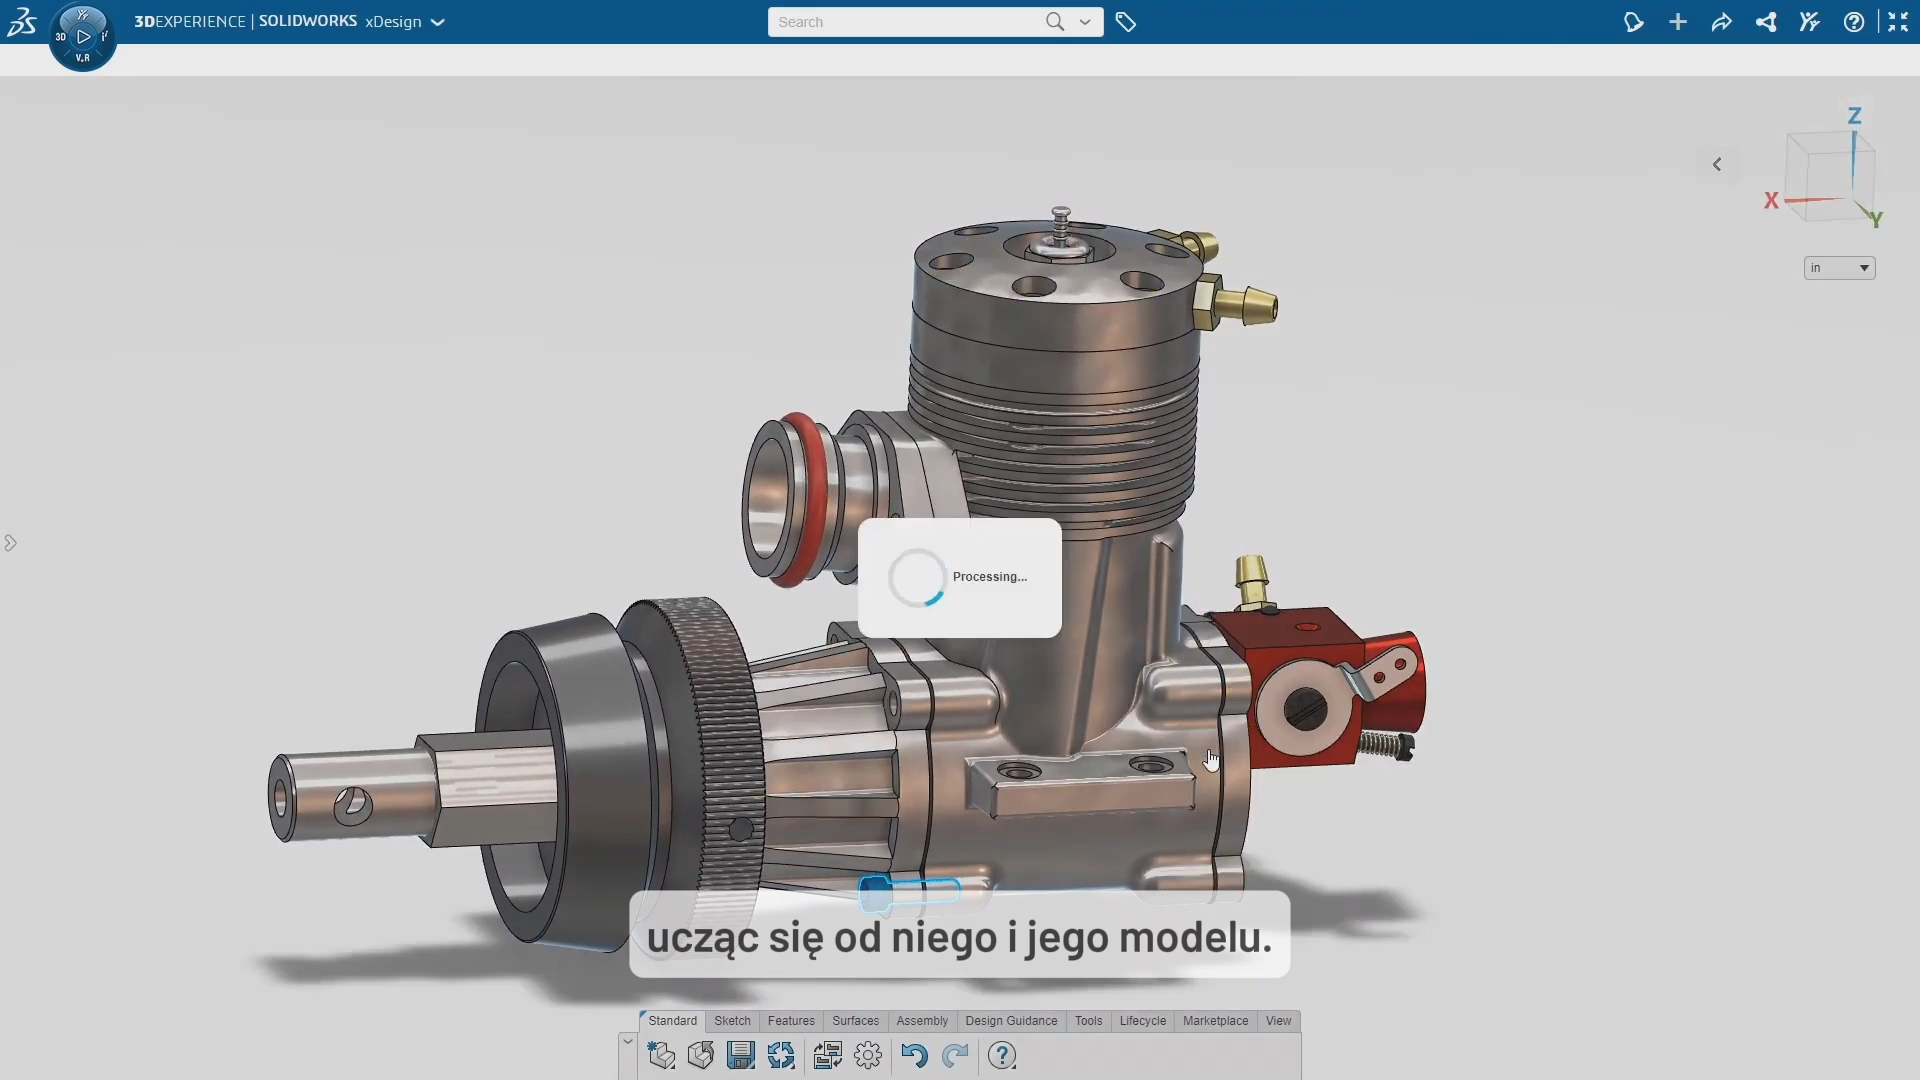 3DEXPERIENCE | SOLIDWORKS xDesign
Search
3D
V.R
Z
X
Y
in
Processing...
ucząc się od niego i jego modelu.
Standard Sketch Features Surfaces Assembly Design Guidance Tools Lifecycle Marketplace View